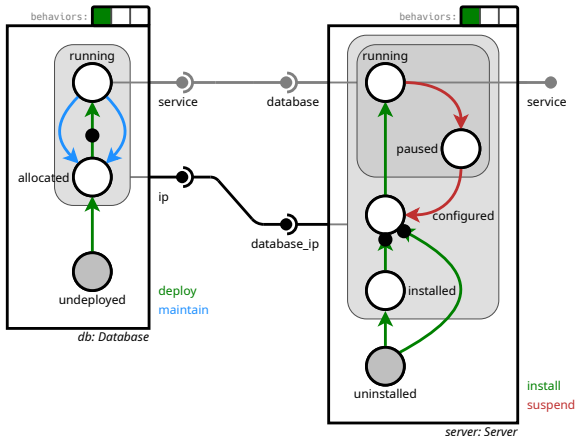 behaviors:
behaviors:
running
running
service
database
service
paused
allocated
ip
configured
database_ip
undeployed
deploy
installed
maintain
db: Database
uninstalled
install
suspend
server: Server